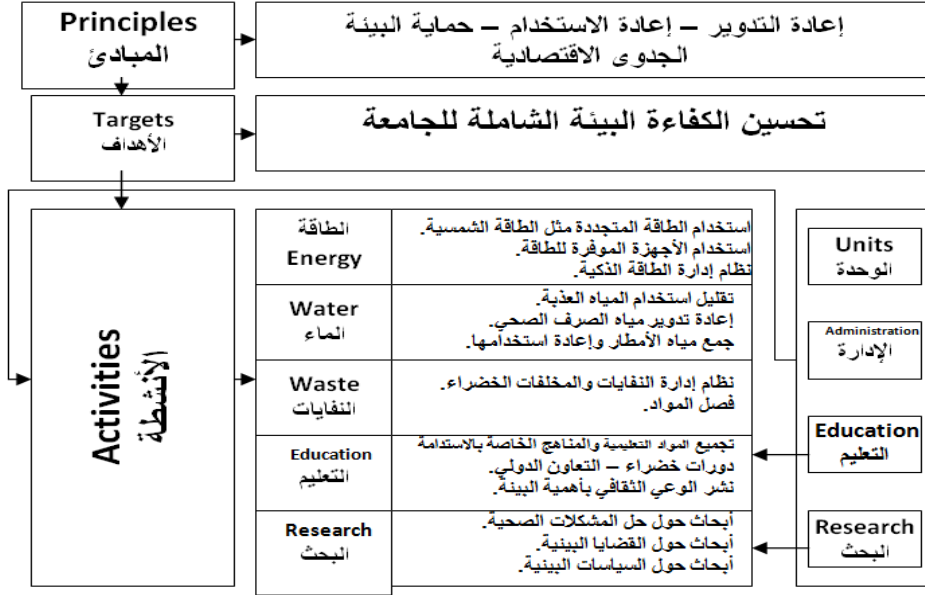 Principles
المبادئ
إعادة التدوير – إعادة الاستخدام – حماية البيئة
الجدوى الاقتصادية
Targets
الأهداف
تحسين الكفاءة البيئة الشاملة للجامعة
Activities
الأنشطة
الطاقة
Energy
استخدام الطاقة المتجددة مثل الطاقة الشمسية.
استخدام الأجهزة الموفرة للطاقة.
نظام إدارة الطاقة الذكية.
Water
الماء
تقليل استخدام المياه العذبة.
إعادة تدوير مياه الصرف الصحي.
جمع مياه الأمطار وإعادة استخدامها.
Waste
النفايات
نظام إدارة النفايات والمخلفات الخضراء.
فصل المواد.
Education
التعليم
تجميع المواد التعليمية والمناهج الخاصة بالاستدامة
دورات خضراء – التعاون الدولي.
نشر الوعي الثقافي بأهمية البيئة.
Research
البحث
أبحاث حول حل المشكلات الصحية.
أبحاث حول القضايا البيئية.
أبحاث حول السياسات البيئية.
Units
الوحدة
Administration
الإدارة
Education
التعليم
Research
البحث